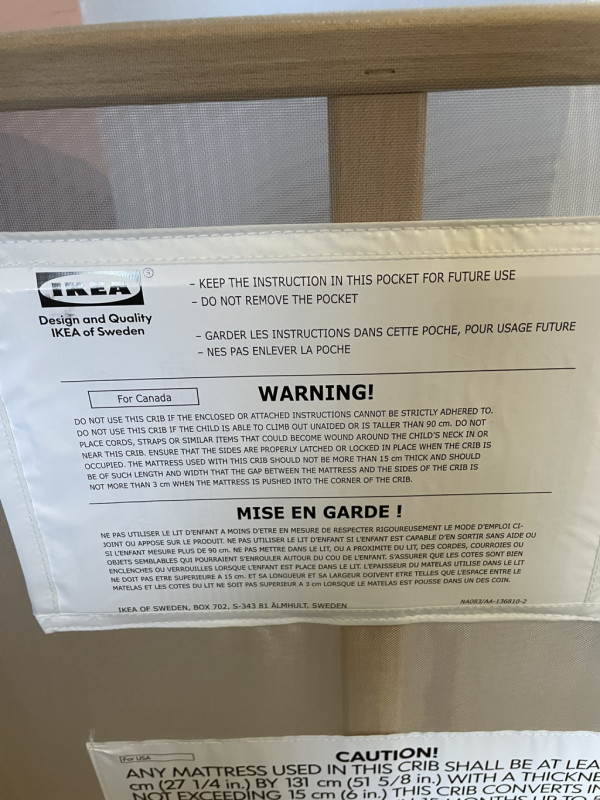 IKEA
®
Design and Quality
IKEA of Sweden
– KEEP THE INSTRUCTION IN THIS POCKET FOR FUTURE USE
– DO NOT REMOVE THE POCKET
– GARDER LES INSTRUCTIONS DANS CETTE POCHE, POUR USAGE FUTURE
– NES PAS ENLEVER LA POCHE
For Canada
WARNING!
DO NOT USE THIS CRIB IF THE ENCLOSED OR ATTACHED INSTRUCTIONS CANNOT BE STRICTLY ADHERED TO.
DO NOT USE THIS CRIB IF THE CHILD IS ABLE TO CLIMB OUT UNAIDED OR IS TALLER THAN 90 cm. DO NOT
PLACE CORDS, STRAPS OR SIMILAR ITEMS THAT COULD BECOME WOUND AROUND THE CHILD'S NECK IN OR
NEAR THIS CRIB. ENSURE THAT THE SIDES ARE PROPERLY LATCHED OR LOCKED IN PLACE WHEN THE CRIB IS
OCCUPIED. THE MATTRESS USED WITH THIS CRIB SHOULD NOT BE MORE THAN 15 cm THICK AND SHOULD
BE OF SUCH LENGTH AND WIDTH THAT THE GAP BETWEEN THE MATTRESS AND THE SIDES OF THE CRIB IS
NOT MORE THAN 3 cm WHEN THE MATTRESS IS PUSHED INTO THE CORNER OF THE CRIB.
MISE EN GARDE !
NE PAS UTILISER LE LIT D'ENFANT A MOINS D'ETRE EN MESURE DE RESPECTER RIGOUREUSEMENT LE MODE D'EMPLOI CI-
JOINT OU APPOSE SUR LE PRODUIT. NE PAS UTILISER LE LIT D'ENFANT SI L'ENFANT EST CAPABLE D'EN SORTIR SANS AIDE OU
SI L'ENFANT MESURE PLUS DE 90 cm. NE PAS METTRE DANS LE LIT, OU A PROXIMITE DU LIT, DES CORDES, COURROIES OU
OBJETS SEMBLABLES QUI POURRAIENT S'ENROULER AUTOUR DU COU DE L'ENFANT. S'ASSURER QUE LES COTES SONT BIEN
ENCLENCHES OU VERROUILLES LORSQUE L'ENFANT EST PLACE DANS LE LIT. L'EPAISSEUR DU MATELAS UTILISE DANS LE LIT
NE DOIT PAS ETRE SUPERIEURE A 15 cm. ET SA LONGUEUR ET SA LARGEUR DOIVENT ETRE TELLES QUE L'ESPACE ENTRE LE
MATELAS ET LES COTES DU LIT NE SOIT PAS SUPERIEUR A 3 cm LORSQUE LE MATELAS EST POUSSE DANS UN DES COIN.
IKEA OF SWEDEN, BOX 702, S-343 81 ÄLMHULT, SWEDEN
NA083/AA-136810-2
For USA
CAUTION!
ANY MATTRESS USED IN THIS CRIB SHALL BE AT LEA
cm (27 1/4 in.) BY 131 cm (51 5/8 in.) WITH A THICKNE
NOT EXCEEDING 15 cm (6 in.) THIS CRIB CONVERTS IN